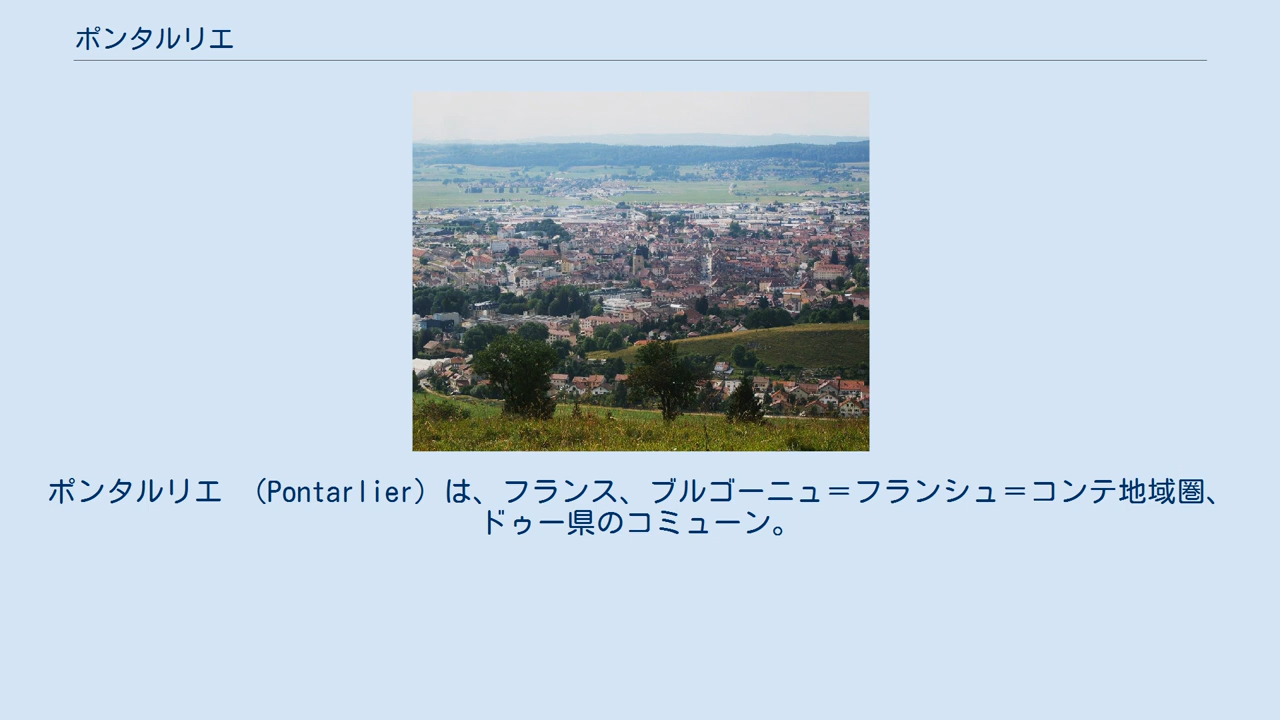 ポンタルリエ
ポンタルリエ （Pontarlier）は、フランス、ブルゴーニュ＝フランシュ＝コンテ地域圏、
ドゥー県のコミューン。